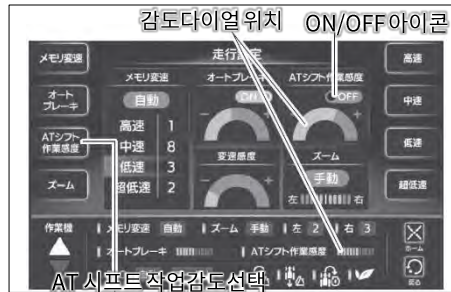 감도다이얼 위치 ON/OFF 아이콘
走行設定
メモリ変速
オート
ブレーキ
ATシフト
作業感度
ズーム
メモリ変速
自動
高速 1
中速 8
低速 3
超低速 2
オートブレーキ
ON
- +
変速感度
- +
ATシフト作業感度
OFF
- +
ズーム
手動
左 右
高速
中速
低速
超低速
作業機
メモリ変速 自動 ズーム 手動 左 2 右 3
オートブレーキ ATシフト作業感度
AT 시프트 작업감도선택
ホーム
戻る